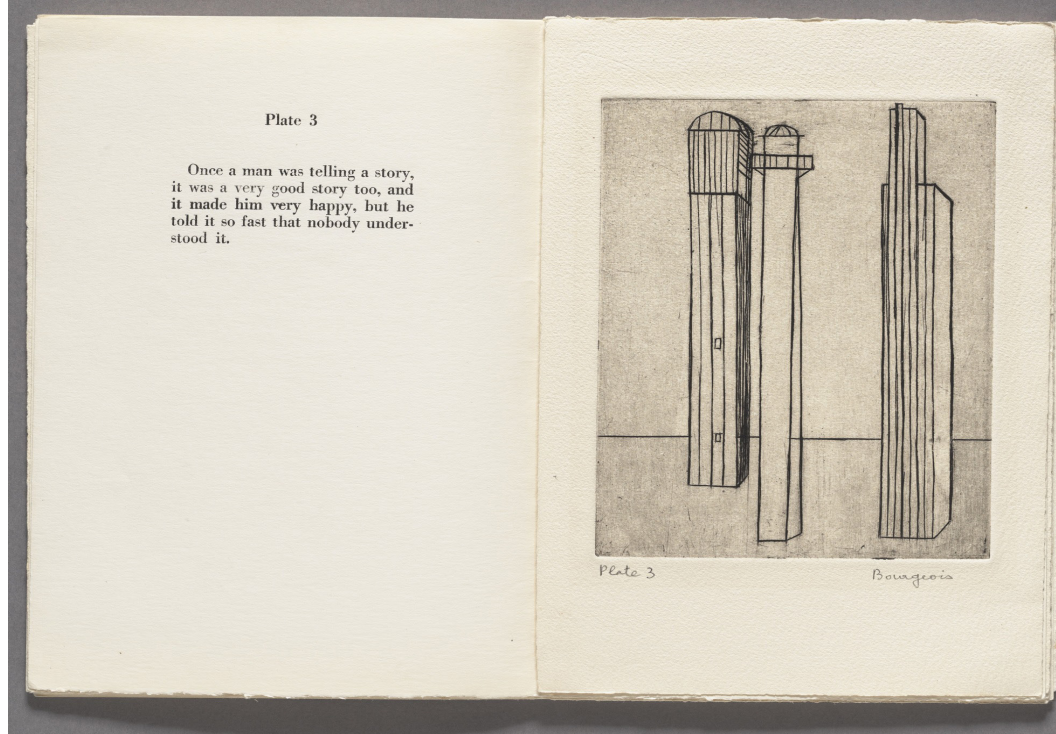 Plate 3
Once a man was telling a story,
it was a very good story too, and
it made him very happy, but he
told it so fast that nobody under-
stood it.
Plate 3
Bourgeois